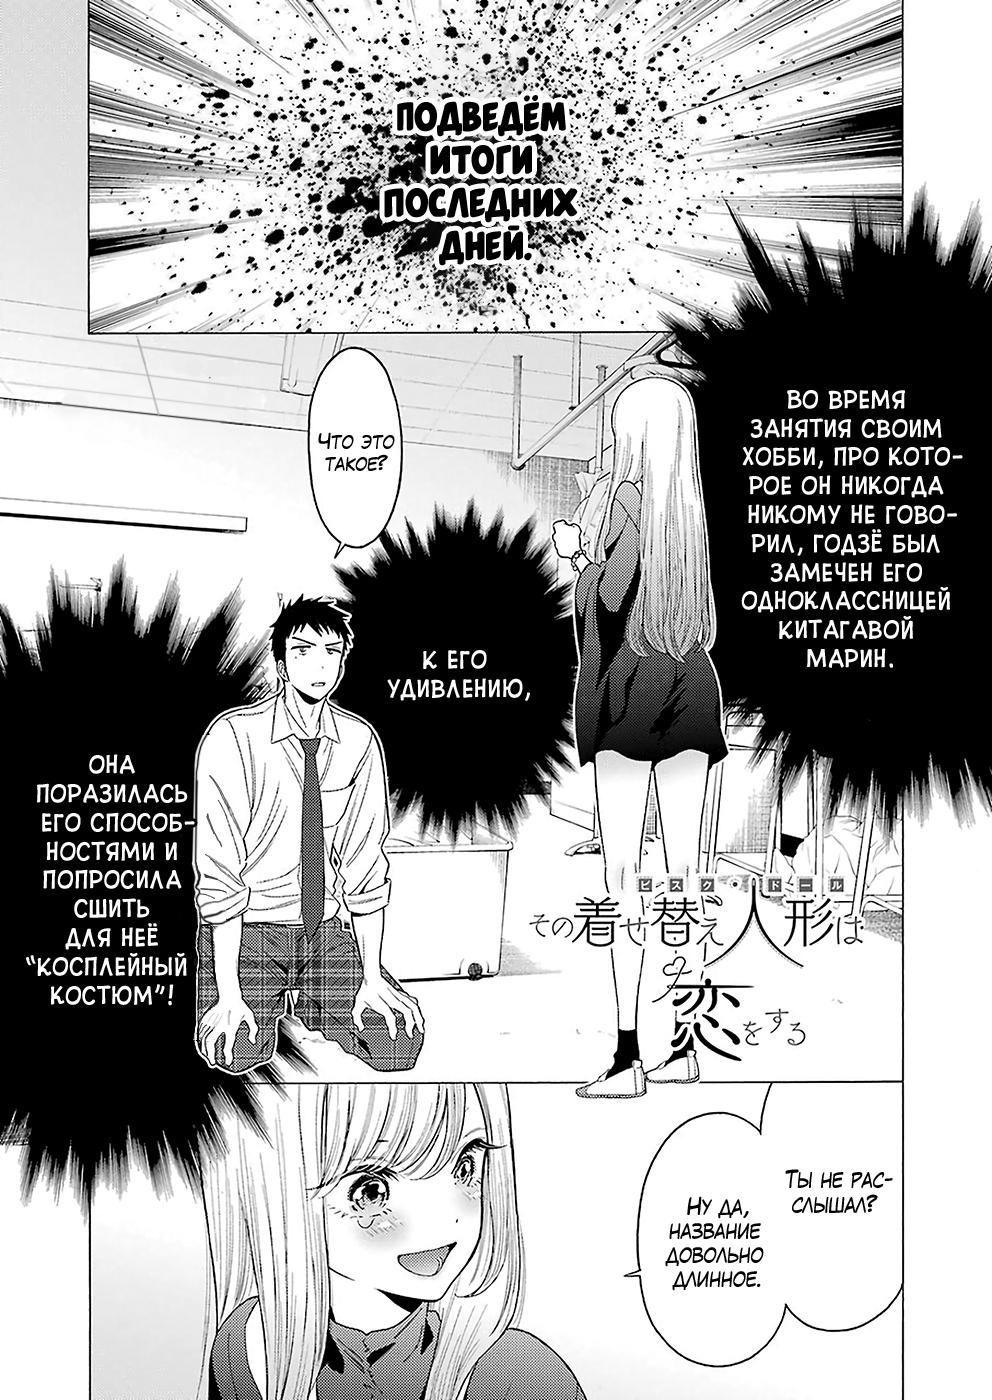 ПОДВЕДЁМ
ИТОГИ
ПОСЛЕДНИХ
ДНЕЙ.
ВО ВРЕМЯ
ЗАНЯТИЯ СВОИМ
ХОББИ, ПРО КОТО-
РОЕ ОН НИКОГДА
НИКОМУ НЕ ГОВО-
РИЛ, ГОДЗЁ БЫЛ
ЗАМЕЧЕН ЕГО
ОДНОКЛАССНИЦЕЙ
КИТАГАВОЙ
МАРИН.
ЧТО ЭТО
ТАКОЕ?
К ЕГО
УДИВЛЕНИЮ,
ОНА
ПОРАЗИЛАСЬ
ЕГО СПОСОБ-
НОСТЯМИ И
ПОПРОСИЛА
СШИТЬ
ДЛЯ НЕЁ
"КОСПЛЕЙНЫЙ
КОСТЮМ"!
ビスク・ドール
その着せ替え人形は
恋をする
ТЫ НЕ РАС-
СЛЫШАЛ?
НУ ДА,
НАЗВАНИЕ
ДОВОЛЬНО
ДЛИННОЕ.